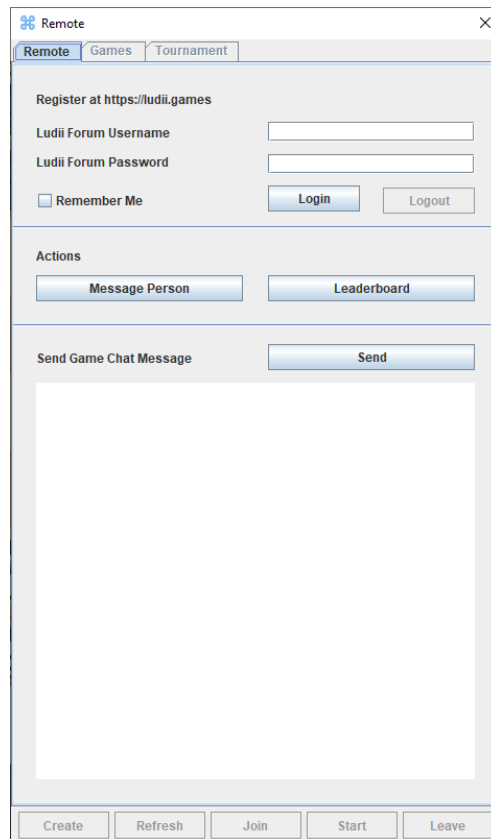 Remote
Remote Games Tournament
Register at https://ludii.games
Ludii Forum Username
Ludii Forum Password
Remember Me Login Logout
Actions
Message Person Leaderboard
Send Game Chat Message Send
Create Refresh Join Start Leave